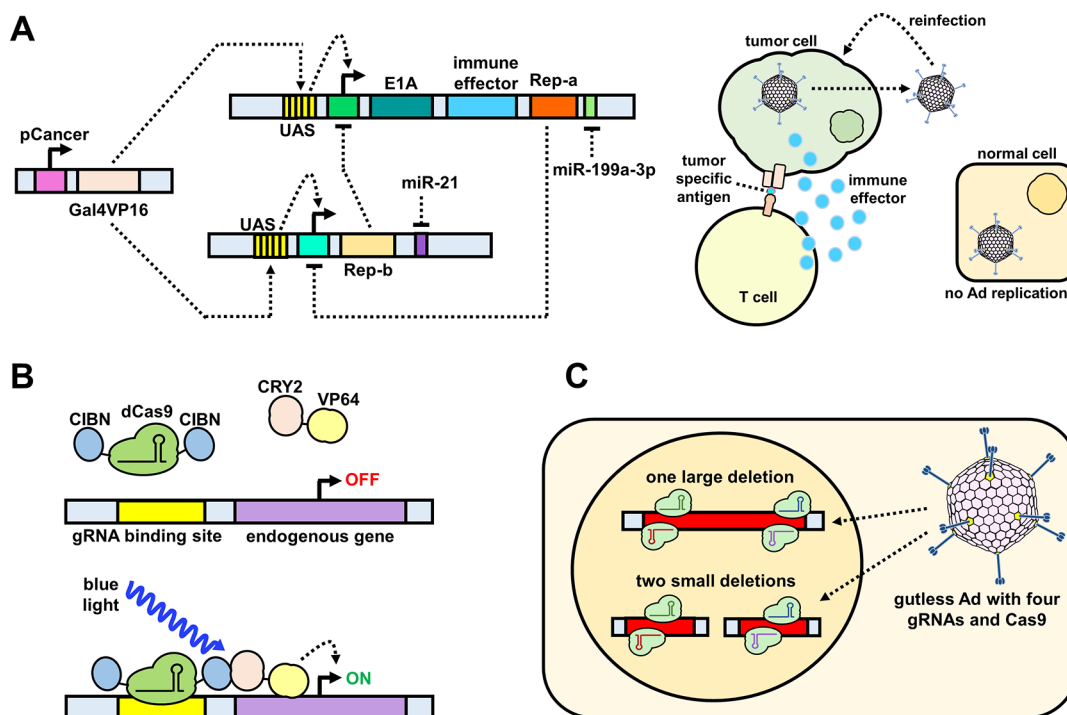 A
pCancer
Gal4VP16
UAS
E1A
immune
effector
Rep-a
miR-199a-3p
UAS
Rep-b
miR-21
tumor cell
reinfection
tumor
specific
antigen
immune
effector
T cell
normal cell
no Ad replication
B
CIBN
dCas9
CIBN
CRY2
VP64
OFF
gRNA binding site
endogenous gene
blue
light
ON
C
one large deletion
two small deletions
gutless Ad with four
gRNAs and Cas9